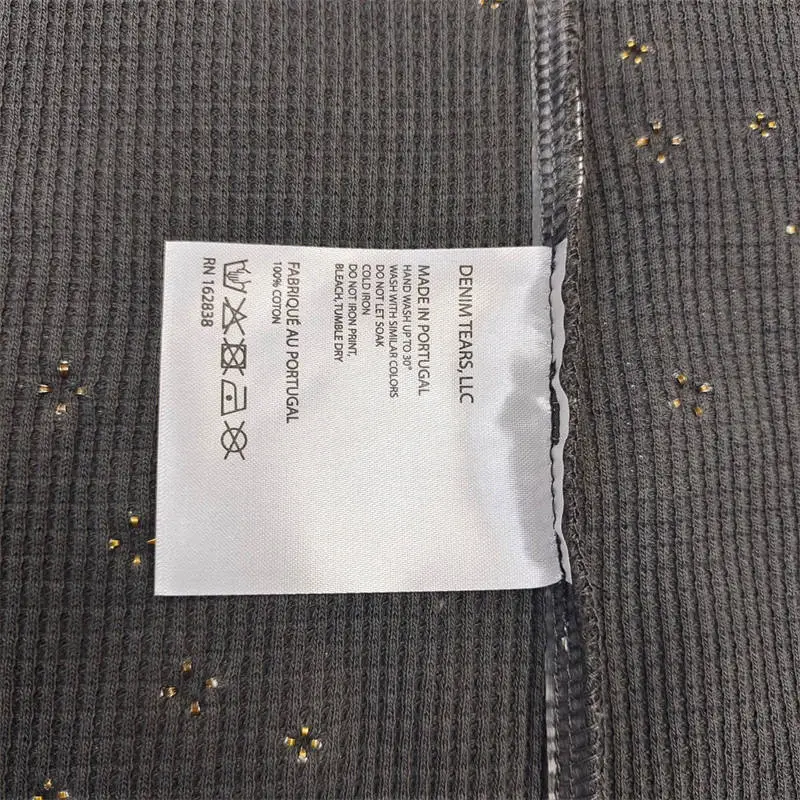 DENIM TEARS, LLC
MADE IN PORTUGAL
HAND WASH UP TO 30°
WASH WITH SIMILAR COLORS
DO NOT LET SOAK
COLD IRON
DO NOT IRON PRINT,
BLEACH, TUMBLE DRY
FABRIQUÉ AU PORTUGAL
100% COTON
RN 162838